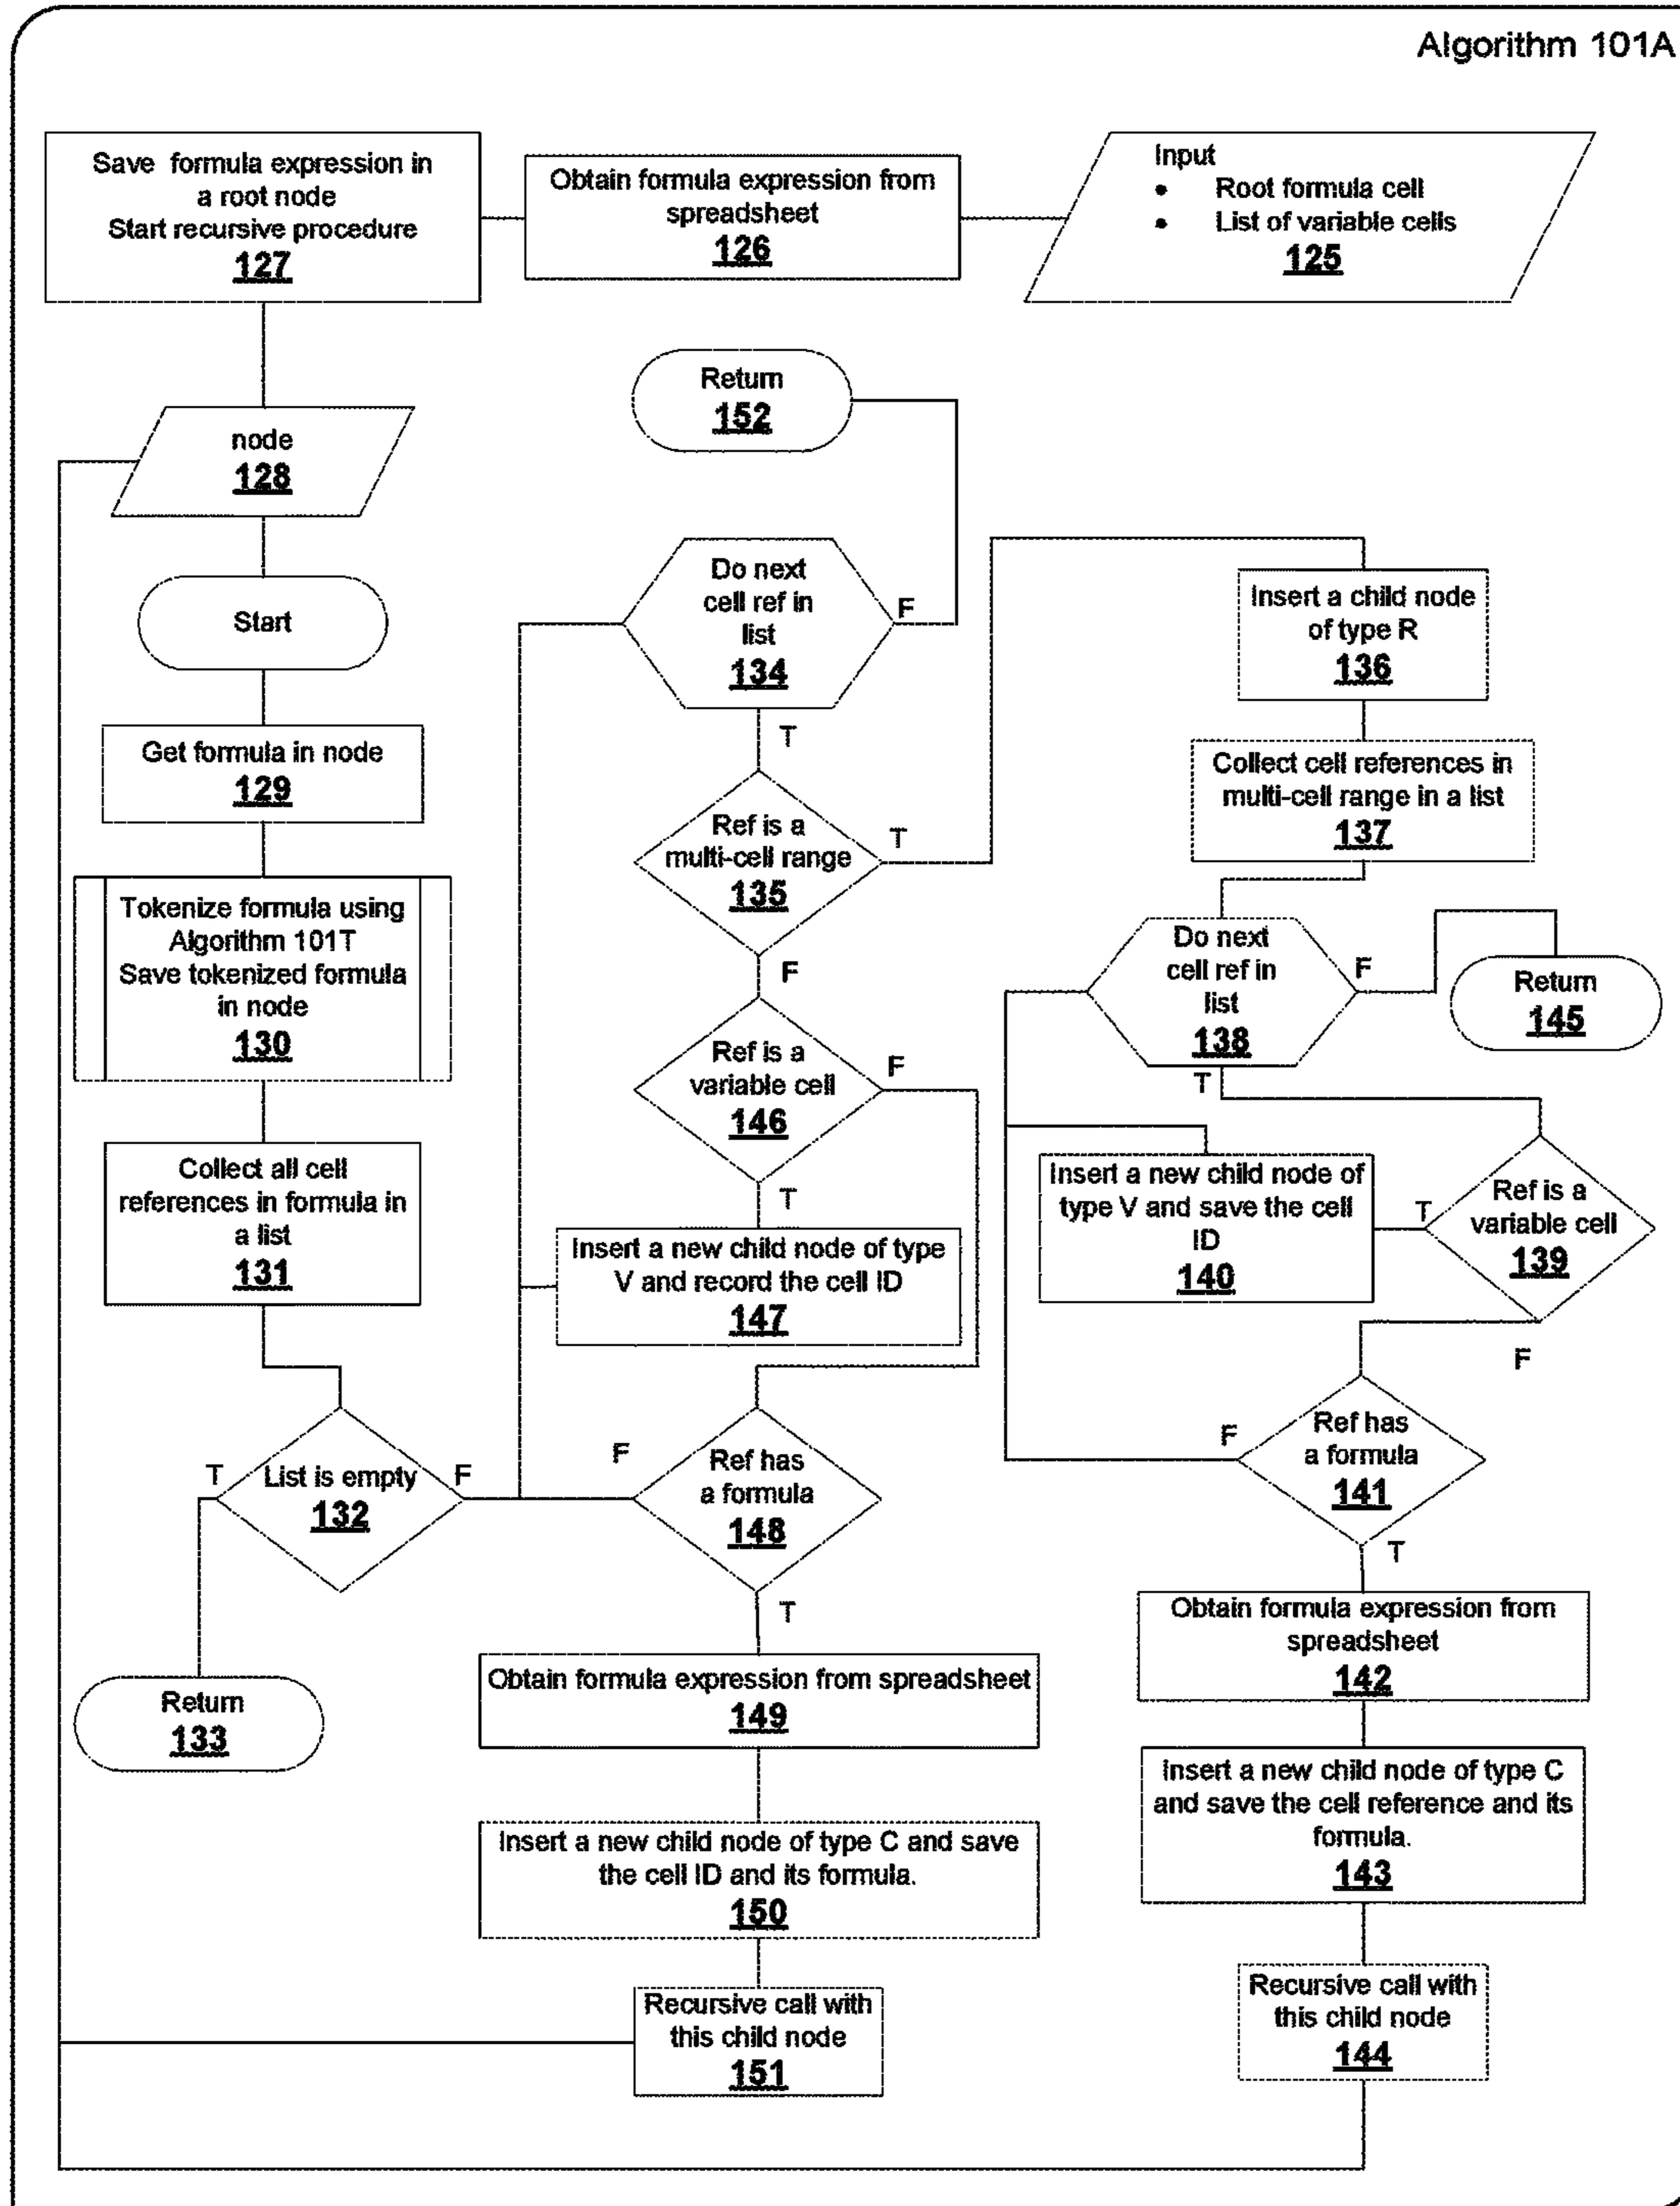 Algorithm 101A
Save formula expression in
a root node
Start recursive procedure
127
Obtain formula expression from
spreadsheet
126
Input
• Root formula cell
• List of variable cells
125
node
128
Start
Get formula in node
129
Tokenize formula using
Algorithm 101T
Save tokenized formula
in node
130
Collect all cell
references in formula in
a list
131
T
List is empty
132
F
Return
133
Return
152
Do next
cell ref in
list
134
F
T
Ref is a
multi-cell range
135
T
F
Ref is a
variable cell
146
F
T
Insert a new child node of type
V and record the cell ID
147
F
Ref has
a formula
148
T
Obtain formula expression from spreadsheet
149
Insert a new child node of type C and save
the cell ID and its formula.
150
Recursive call with
this child node
151
Insert a child node
of type R
136
Collect cell references in
multi-cell range in a list
137
Do next
cell ref in
list
138
F
Return
145
T
Insert a new child node of
type V and save the cell
ID
140
T
Ref is a
variable cell
139
F
F
Ref has
a formula
141
T
Obtain formula expression from
spreadsheet
142
Insert a new child node of type C
and save the cell reference and its
formula.
143
Recursive call with
this child node
144